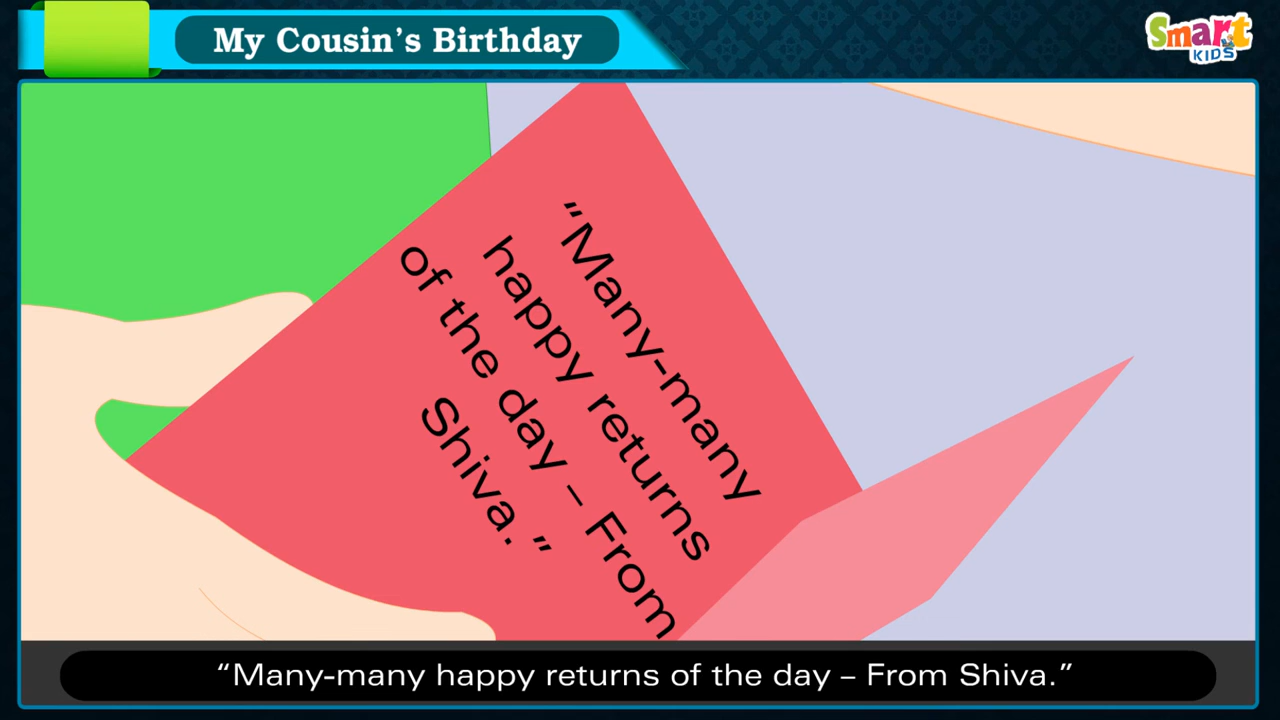 My Cousin's Birthday
Smart
KIDS
“Many-many
happy returns
of the day – From
Shiva.”
“Many-many happy returns of the day – From Shiva.”